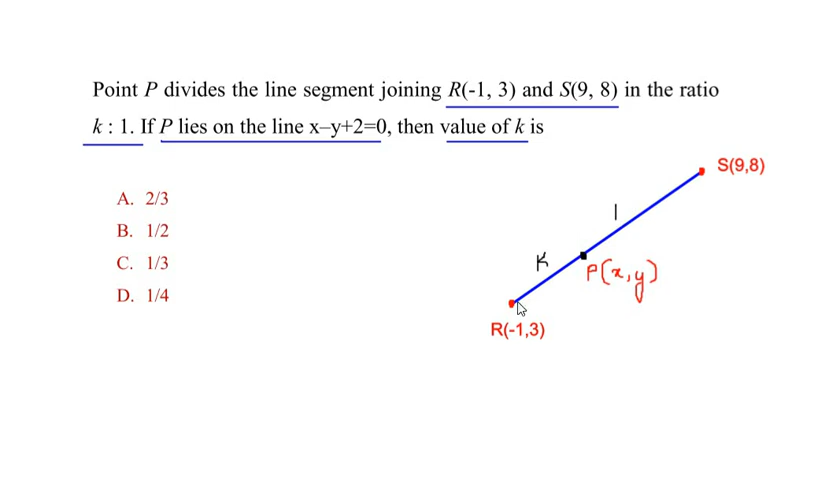 Point P divides the line segment joining R(-1, 3) and S(9, 8) in the ratio
k : 1. If P lies on the line x–y+2=0, then value of k is
S(9,8)
A. 2/3
1
B. 1/2
K
C. 1/3
P(x,y)
D. 1/4
R(-1,3)